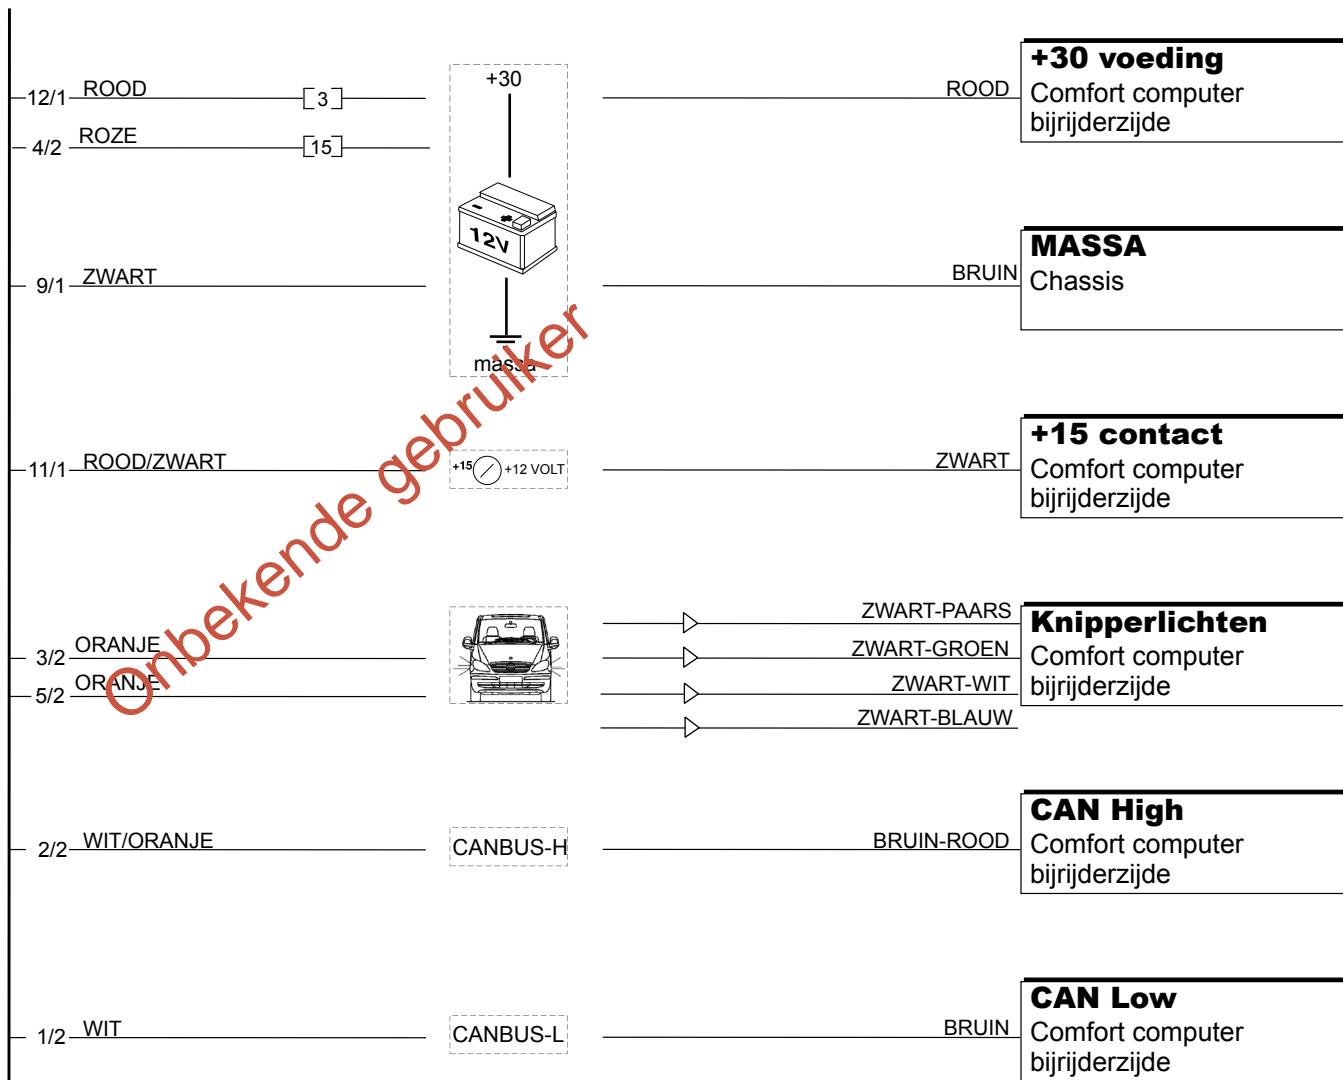 +30 voeding
12/1 ROOD [3] +30 ROOD Comfort computer
bijrijderzijde
4/2 ROZE [15]
- + 12V
MASSA
9/1 ZWART BRUIN Chassis
massa
+15 contact
11/1 ROOD/ZWART +15 +12 VOLT ZWART Comfort computer
bijrijderzijde
ZWART-PAARS Knipperlichten
3/2 ORANJE ZWART-GROEN Comfort computer
5/2 ORANJE ZWART-WIT bijrijderzijde
ZWART-BLAUW
CAN High
2/2 WIT/ORANJE CANBUS-H BRUIN-ROOD Comfort computer
bijrijderzijde
CAN Low
1/2 WIT CANBUS-L BRUIN Comfort computer
bijrijderzijde
Onbekende gebruiker